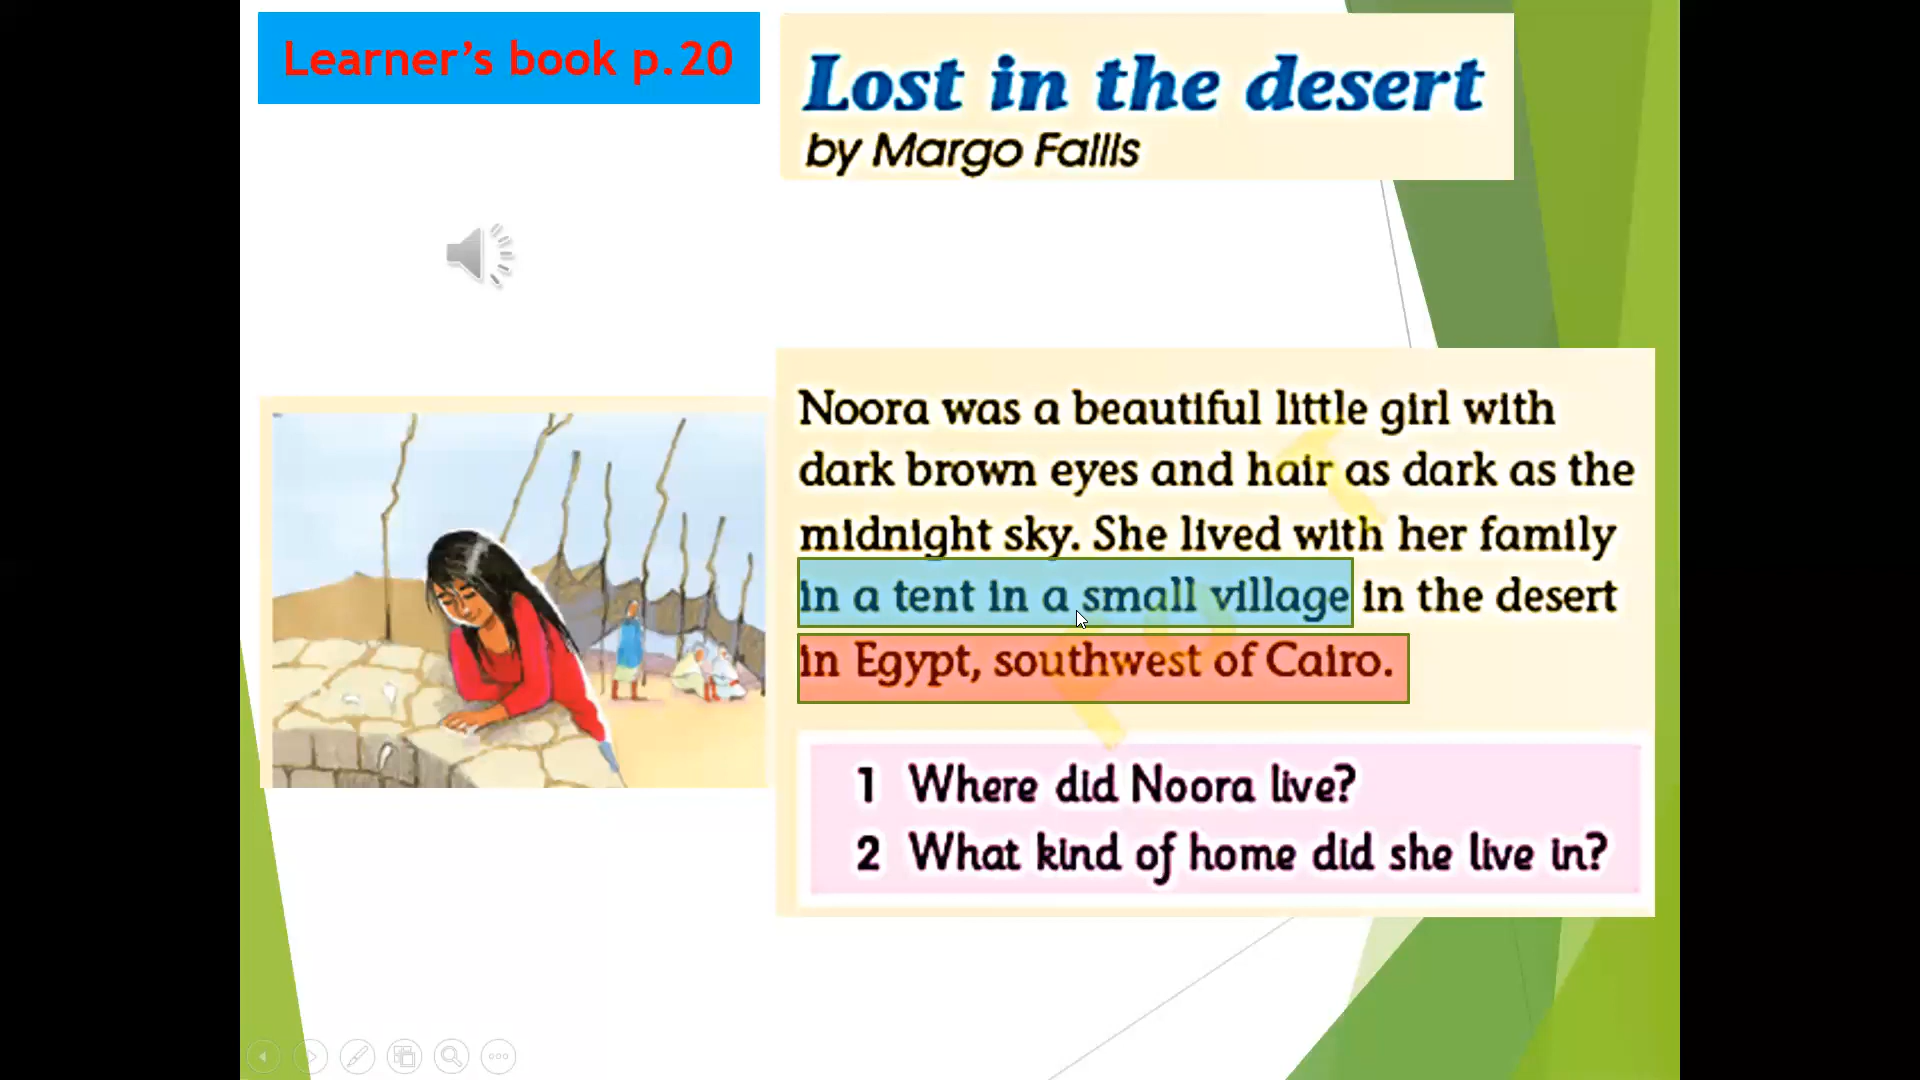 Learner's book p.20
Lost in the desert
by Margo Fallis
Noora was a beautiful little girl with
dark brown eyes and hair as dark as the
midnight sky. She lived with her family
in a tent in a small village in the desert
in Egypt, southwest of Cairo.
1 Where did Noora live?
2 What kind of home did she live in?